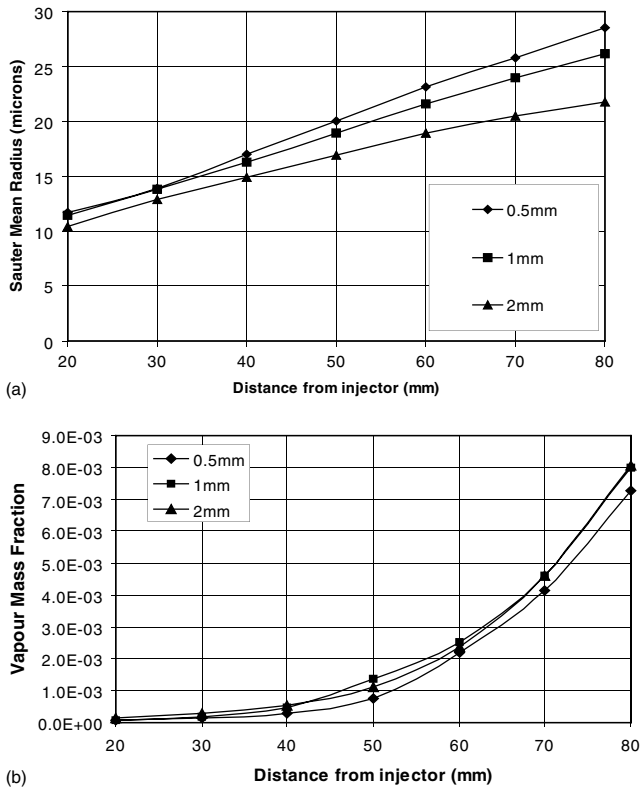 30
25
20
15
10
5
0
Sauter Mean Radius (microns)
0.5mm
1mm
2mm
20 30 40 50 60 70 80
Distance from injector (mm)
(a)
9.0E-03
8.0E-03
7.0E-03
6.0E-03
5.0E-03
4.0E-03
3.0E-03
2.0E-03
1.0E-03
0.0E+00
Vapour Mass Fraction
0.5mm
1mm
2mm
20 30 40 50 60 70 80
Distance from injector (mm)
(b)